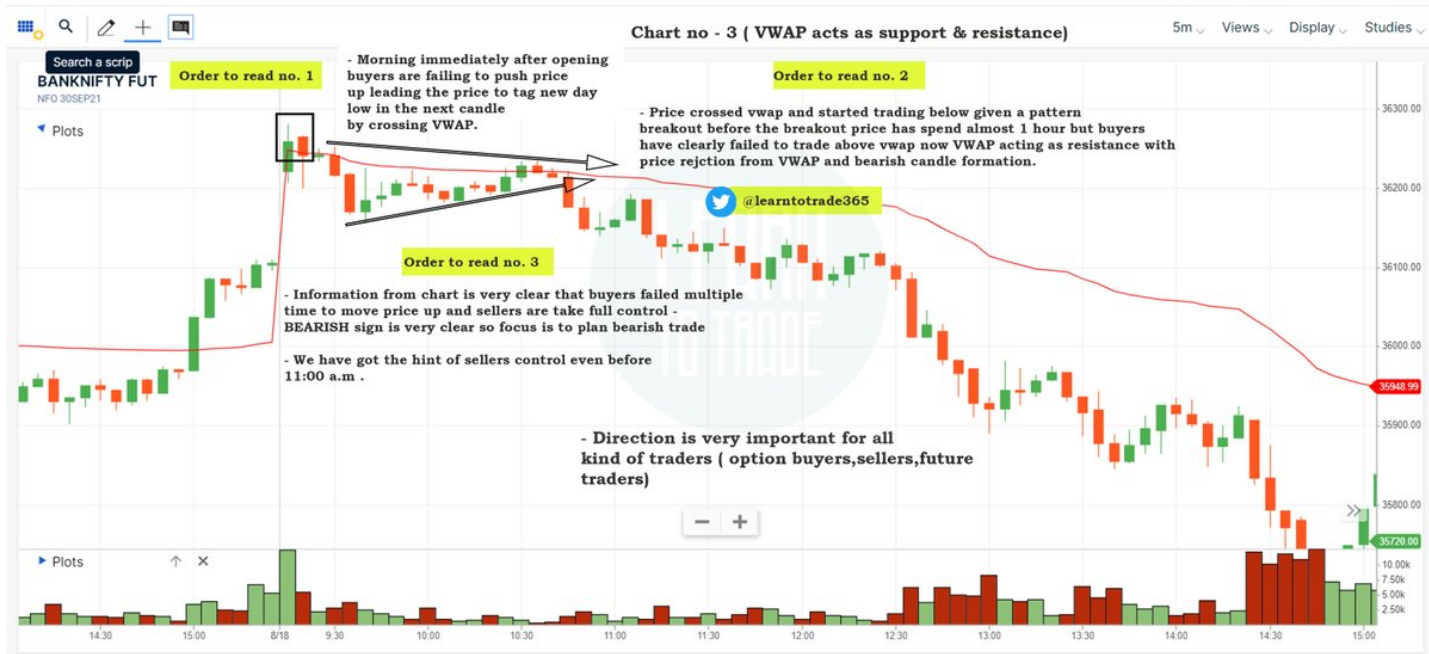 Chart no - 3 ( VWAP acts as support & resistance)
5m
Views
Display
Studies
Search a scrip
BANKNIFTY FUT
NFO 30SEP21
Plots
Order to read no. 1
- Morning immediately after opening
buyers are failing to push price
up leading the price to tag new day
low in the next candle
by crossing VWAP.
Order to read no. 2
- Price crossed vwap and started trading below given a pattern
breakout before the breakout price has spend almost 1 hour but buyers
have clearly failed to trade above vwap now VWAP acting as resistance with
price rejction from VWAP and bearish candle formation.
@learntotrade365
Order to read no. 3
- Information from chart is very clear that buyers failed multiple
time to move price up and sellers are take full control -
BEARISH sign is very clear so focus is to plan bearish trade
- We have got the hint of sellers control even before
11:00 a.m .
LEARN
TO TRADE
- Direction is very important for all
kind of traders ( option buyers,sellers,future
traders)
36300.00
36200.00
36100.00
36000.00
35948.99
35900.00
35800.00
35720.00
Plots
10.00k
7.50k
5.00k
2.50k
14:30
15:00
8/18
9:30
10:00
10:30
11:00
11:30
12:00
12:30
13:00
13:30
14:00
14:30
15:00